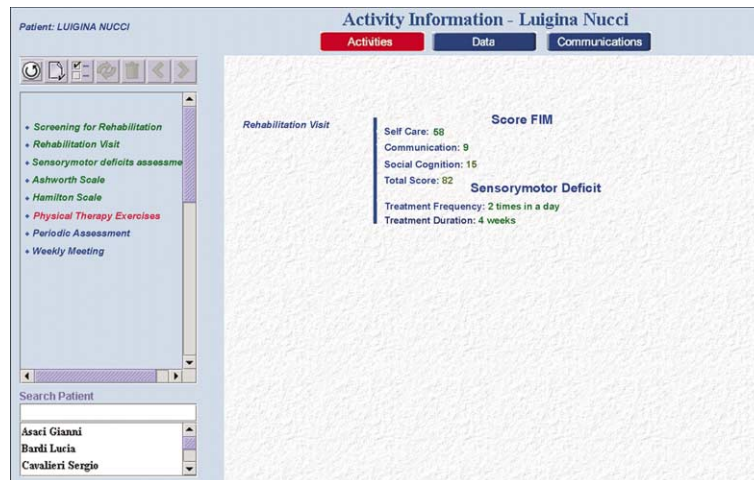 Patient: LUIGINA NUCCI
Activity Information - Luigina Nucci
Activities Data Communications
Screening for Rehabilitation
Rehabilitation Visit
Sensorymotor deficits assessme
Ashworth Scale
Hamilton Scale
Physical Therapy Exercises
Periodic Assessment
Weekly Meeting
Search Patient
Asaci Gianni
Bardi Lucia
Cavalieri Sergio
Rehabilitation Visit
Score FIM
Self Care: 58
Communication: 9
Social Cognition: 15
Total Score: 82
Sensorymotor Deficit
Treatment Frequency: 2 times in a day
Treatment Duration: 4 weeks